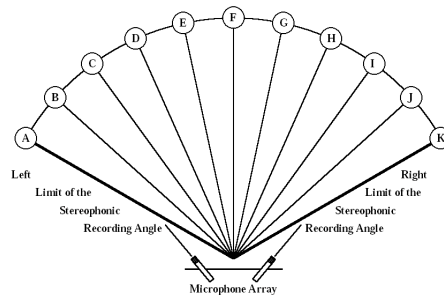 F
E
G
D
H
C
I
B
J
A
K
Left
Right
Limit of the
Stereophonic
Recording Angle
Limit of the
Stereophonic
Recording Angle
Microphone Array